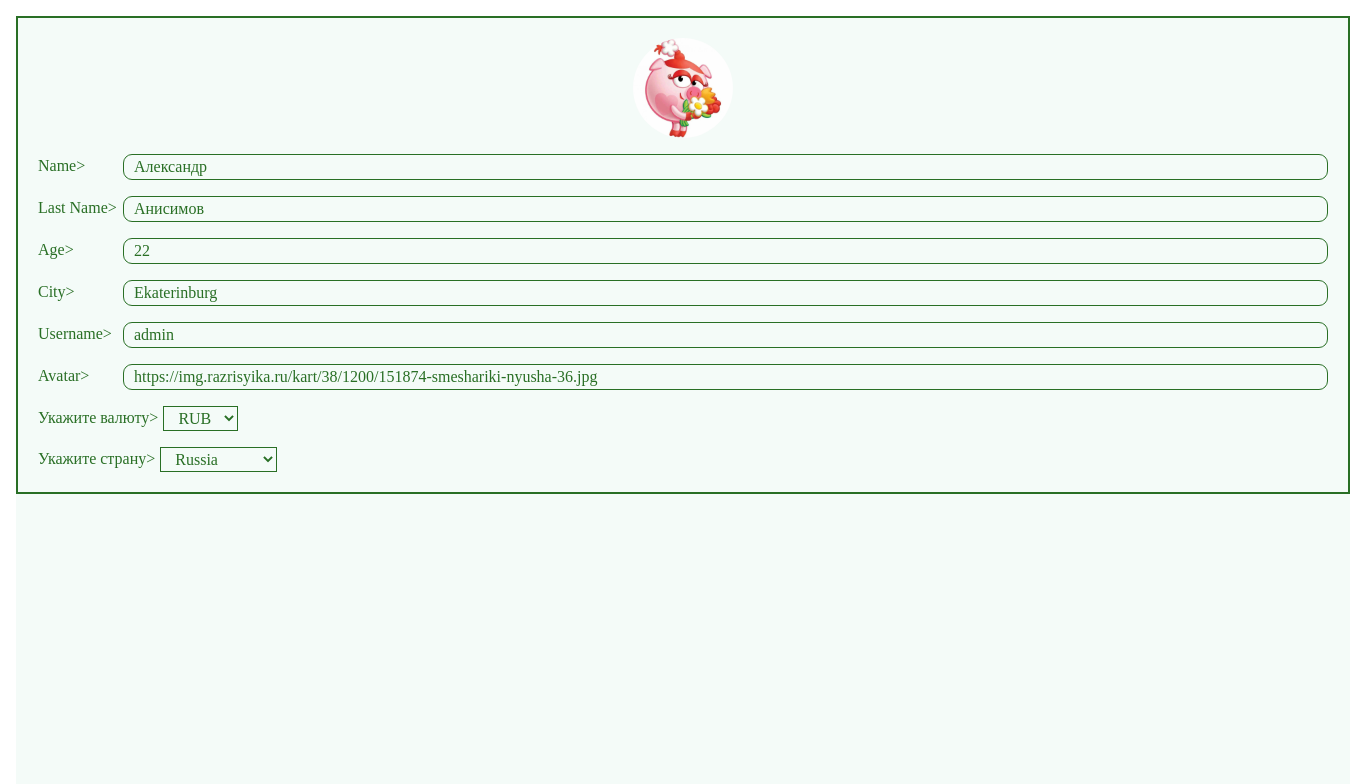 Name> Александр
Last Name> Анисимов
Age> 22
City> Ekaterinburg
Username> admin
Avatar> https://img.razrisyika.ru/kart/38/1200/151874-smeshariki-nyusha-36.jpg
Укажите валюту> RUB
Укажите страну> Russia